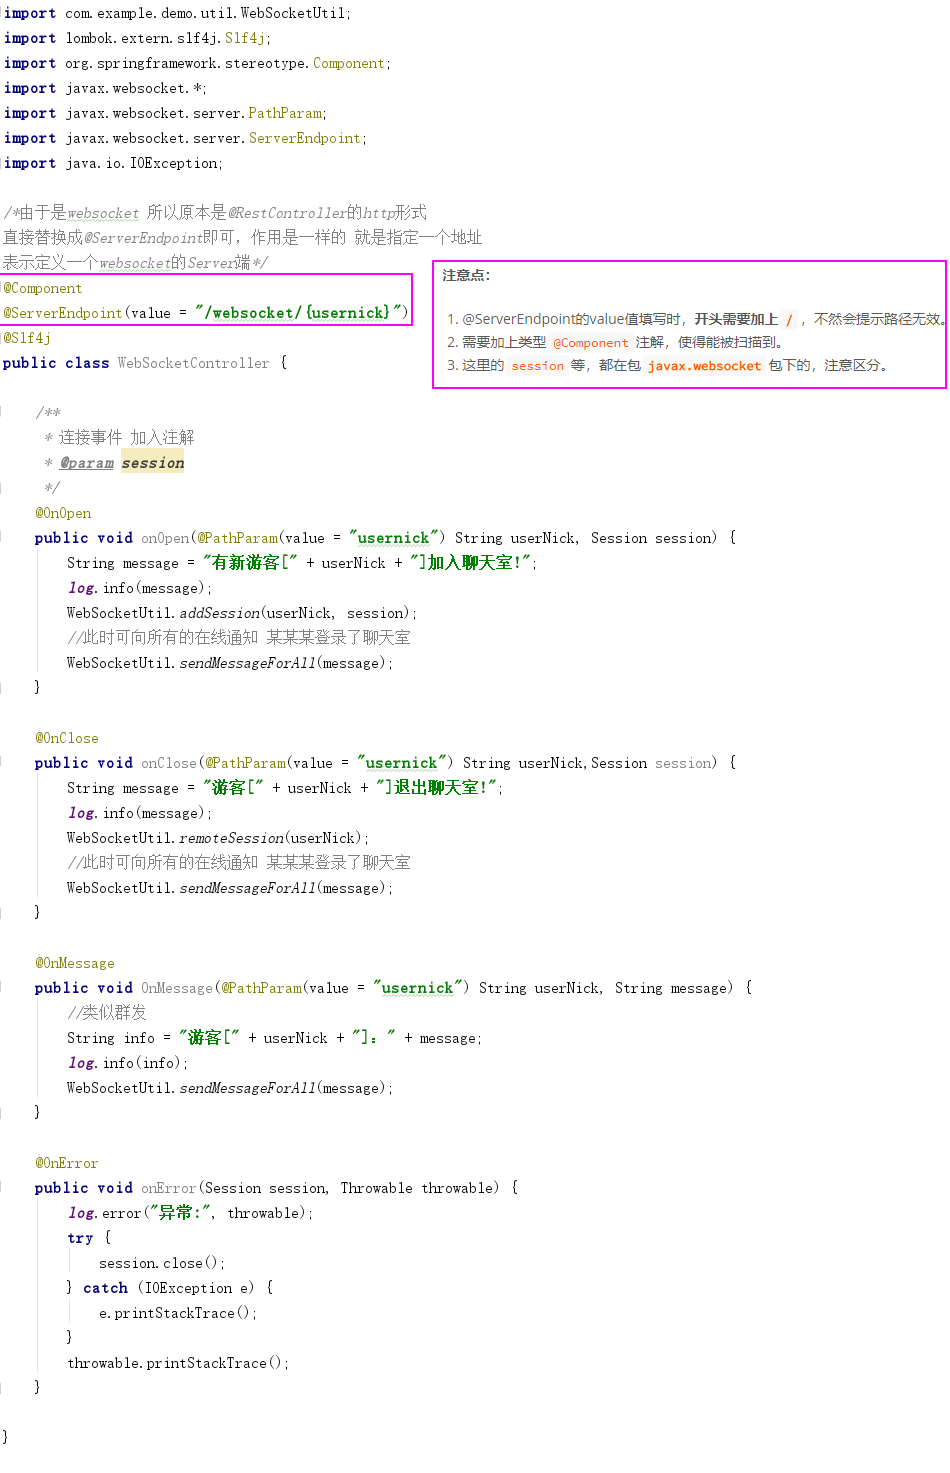 import com.example.demo.util.WebSocketUtil;
import lombok.extern.slf4j.Slf4j;
import org.springframework.stereotype.Component;
import javax.websocket.*;
import javax.websocket.server.PathParam;
import javax.websocket.server.ServerEndpoint;
import java.io.IOException;
/*由于是websocket 所以原本是@RestController的http形式
直接替换成@ServerEndpoint即可，作用是一样的 就是指定一个地址
表示定义一个websocket的Server端*/
@Component
@ServerEndpoint(value = "/websocket/{usernick}")
@Slf4j
public class WebSocketController {
注意点：
1. @ServerEndpoint的value值填写时，开头需要加上 / ，不然会提示路径无效。
2. 需要加上类型 @Component 注解，使得能被扫描到。
3. 这里的 session 等，都在包 javax.websocket 包下的，注意区分。
/**
* 连接事件 加入注解
* @param session
*/
@OnOpen
public void onOpen(@PathParam(value = "usernick") String userNick, Session session) {
String message = "有新游客[" + userNick + "]加入聊天室!";
log.info(message);
WebSocketUtil.addSession(userNick, session);
//此时可向所有的在线通知 某某某登录了聊天室
WebSocketUtil.sendMessageForAll(message);
}
@OnClose
public void onClose(@PathParam(value = "usernick") String userNick,Session session) {
String message = "游客[" + userNick + "]退出聊天室!";
log.info(message);
WebSocketUtil.remoteSession(userNick);
//此时可向所有的在线通知 某某某登录了聊天室
WebSocketUtil.sendMessageForAll(message);
}
@OnMessage
public void OnMessage(@PathParam(value = "usernick") String userNick, String message) {
//类似群发
String info = "游客[" + userNick + "]：" + message;
log.info(info);
WebSocketUtil.sendMessageForAll(message);
}
@OnError
public void onError(Session session, Throwable throwable) {
log.error("异常:", throwable);
try {
session.close();
} catch (IOException e) {
e.printStackTrace();
}
throwable.printStackTrace();
}
}